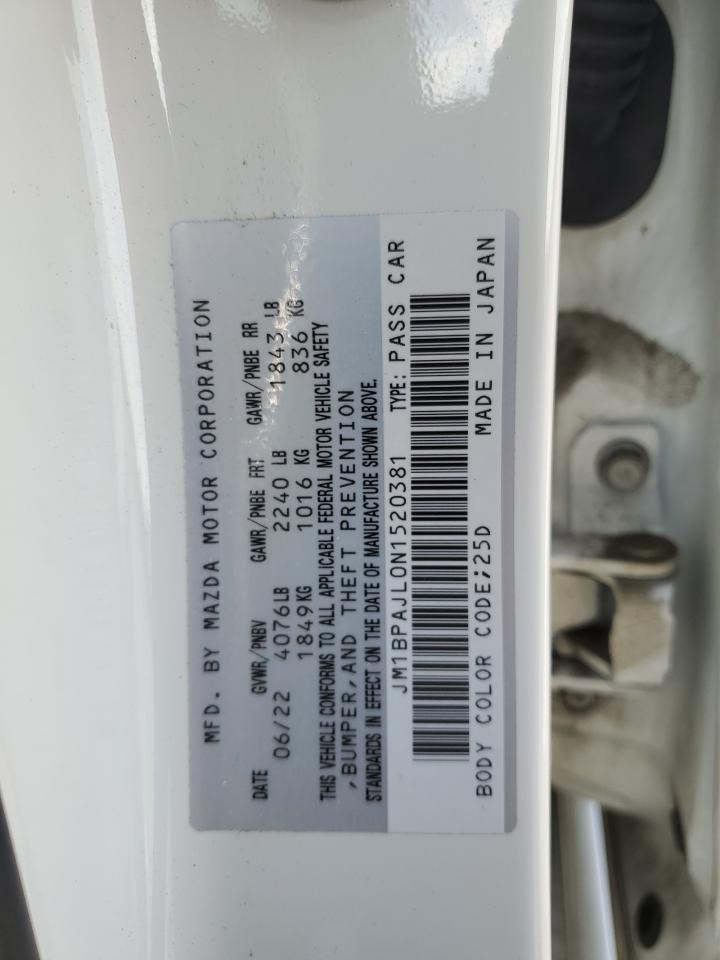 MFD. BY MAZDA MOTOR CORPORATION
DATE GVWR/PNBV GAWR/PNBE FRT GAWR/PNBE RR
06/22 4076LB 2240 LB 1843 LB
1849KG 1016 KG 836 KG
THIS VEHICLE CONFORMS TO ALL APPLICABLE FEDERAL MOTOR VEHICLE SAFETY
,BUMPER,AND THEFT PREVENTION
STANDARDS IN EFFECT ON THE DATE OF MANUFACTURE SHOWN ABOVE.
JM1BPAJL0N1520381 TYPE: PASS CAR
BODY COLOR CODE;25D MADE IN JAPAN